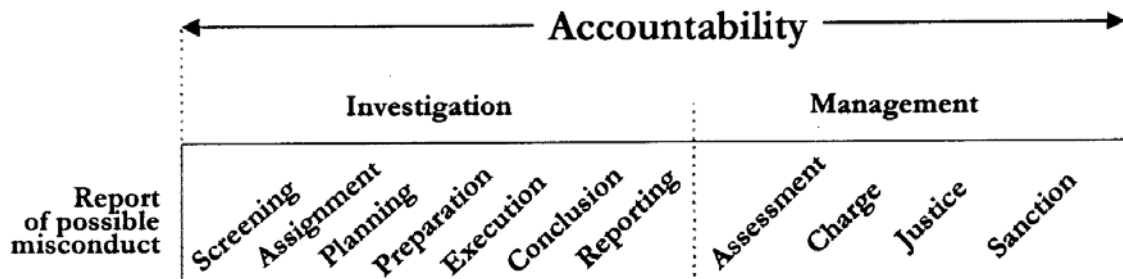 Accountability
Investigation
Management
Report
of possible
misconduct
Screening
Assignment
Planning
Preparation
Execution
Conclusion
Reporting
Assessment
Charge
Justice
Sanction